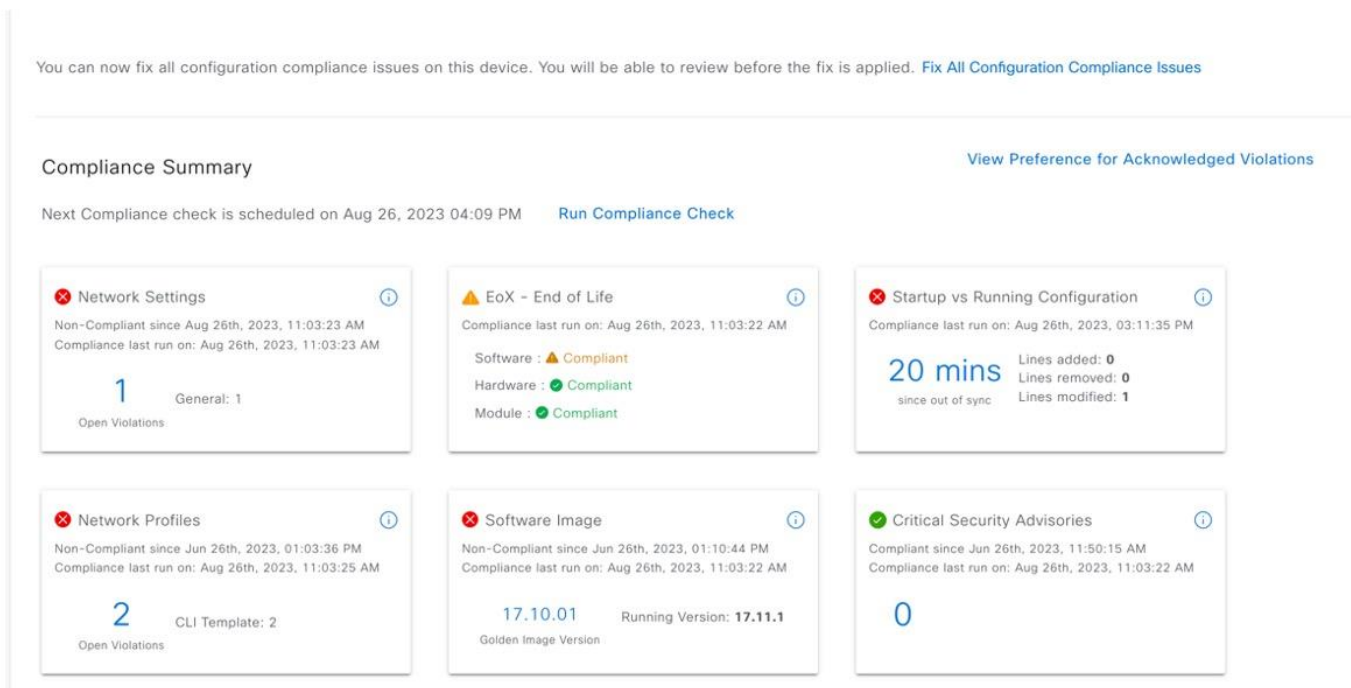 You can now fix all configuration compliance issues on this device. You will be able to review before the fix is applied. Fix All Configuration Compliance Issues
Compliance Summary
View Preference for Acknowledged Violations
Next Compliance check is scheduled on Aug 26, 2023 04:09 PM Run Compliance Check
Network Settings
Non-Compliant since Aug 26th, 2023, 11:03:23 AM
Compliance last run on: Aug 26th, 2023, 11:03:23 AM
1 General: 1
Open Violations
EoX - End of Life
Compliance last run on: Aug 26th, 2023, 11:03:22 AM
Software : Compliant
Hardware : Compliant
Module : Compliant
Startup vs Running Configuration
Compliance last run on: Aug 26th, 2023, 03:11:35 PM
20 mins
since out of sync
Lines added: 0
Lines removed: 0
Lines modified: 1
Network Profiles
Non-Compliant since Jun 26th, 2023, 01:03:36 PM
Compliance last run on: Aug 26th, 2023, 11:03:25 AM
2 CLI Template: 2
Open Violations
Software Image
Non-Compliant since Jun 26th, 2023, 01:10:44 PM
Compliance last run on: Aug 26th, 2023, 11:03:22 AM
17.10.01 Running Version: 17.11.1
Golden Image Version
Critical Security Advisories
Compliant since Jun 26th, 2023, 11:50:15 AM
Compliance last run on: Aug 26th, 2023, 11:03:22 AM
0